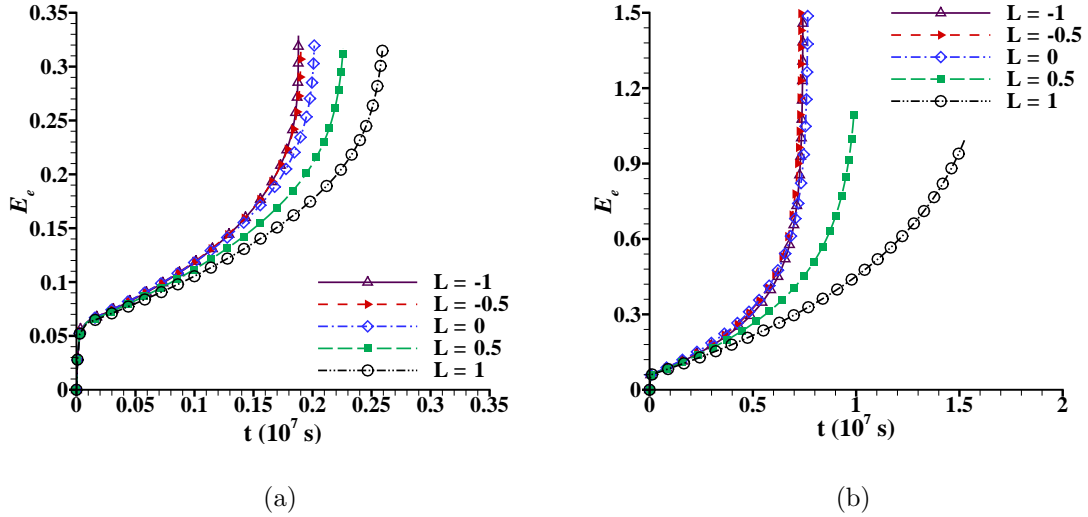 0.35
0.3
0.25
0.2
0.15
0.1
0.05
0
E_e
0 0.05 0.1 0.15 0.2 0.25 0.3 0.35
t (10^7 s)
L = -1
L = -0.5
L = 0
L = 0.5
L = 1
(a)
1.5
1.2
0.9
0.6
0.3
0
E_e
0 0.5 1 1.5 2
t (10^7 s)
L = -1
L = -0.5
L = 0
L = 0.5
L = 1
(b)